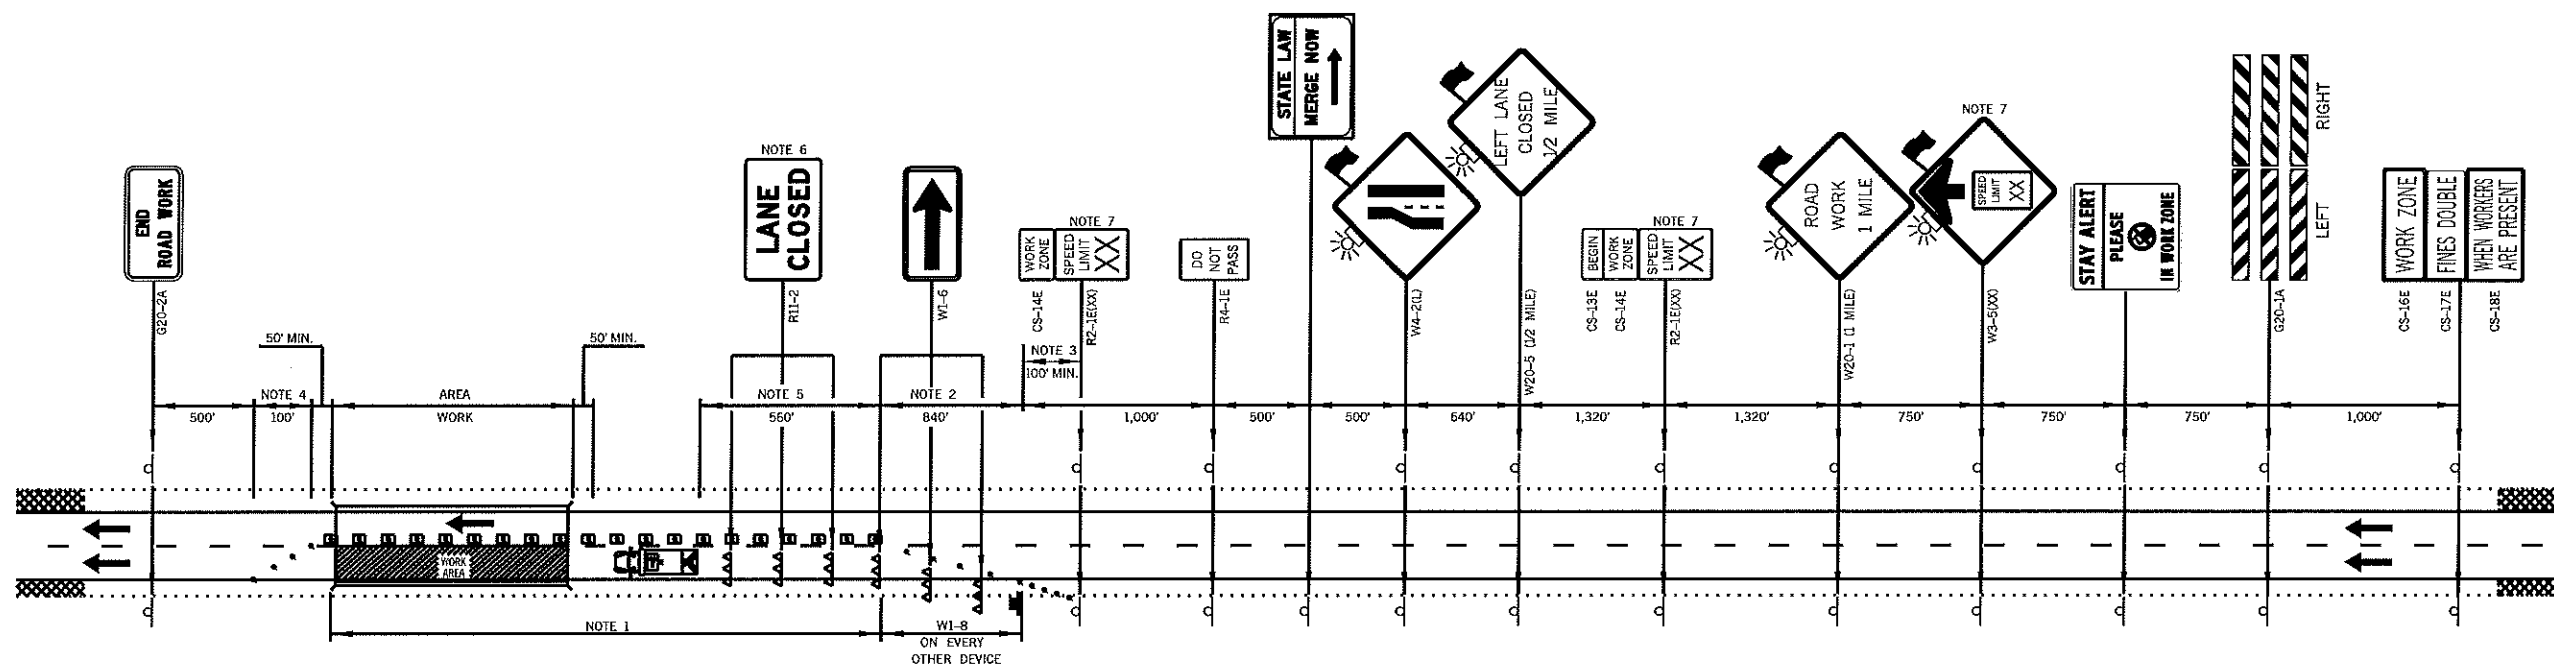 END
ROAD WORK
G20-2A
NOTE 6
LANE
CLOSED
R11-2
W1-6
NOTE 7
WORK
ZONE
SPEED
LIMIT
XX
CS-14E
R2-1E(XX)
DO
NOT
PASS
R4-1E
STATE LAW
MERGE NOW
W4-2(L)
LEFT LANE
CLOSED
1/2 MILE
W20-5 (1/2 MILE)
NOTE 7
BEGIN
WORK
ZONE
SPEED
LIMIT
XX
CS-13E
CS-14E
R2-1E(XX)
ROAD
WORK
1 MILE
W20-1 (1 MILE)
NOTE 7
SPEED
LIMIT
XX
W3-5(XX)
STAY ALERT
PLEASE
IN WORK ZONE
LEFT
RIGHT
G20-1A
WORK ZONE
FINES DOUBLE
WHEN WORKERS
ARE PRESENT
CS-16E
CS-17E
CS-18E
50' MIN.
50' MIN.
NOTE 3
100' MIN.
NOTE 4
AREA
WORK
NOTE 5
NOTE 2
500'
100'
560'
840'
1,000'
500'
500'
640'
1,320'
1,320'
750'
750'
750'
1,000'
WORK
AREA
NOTE 1
W1-8
ON EVERY
OTHER DEVICE